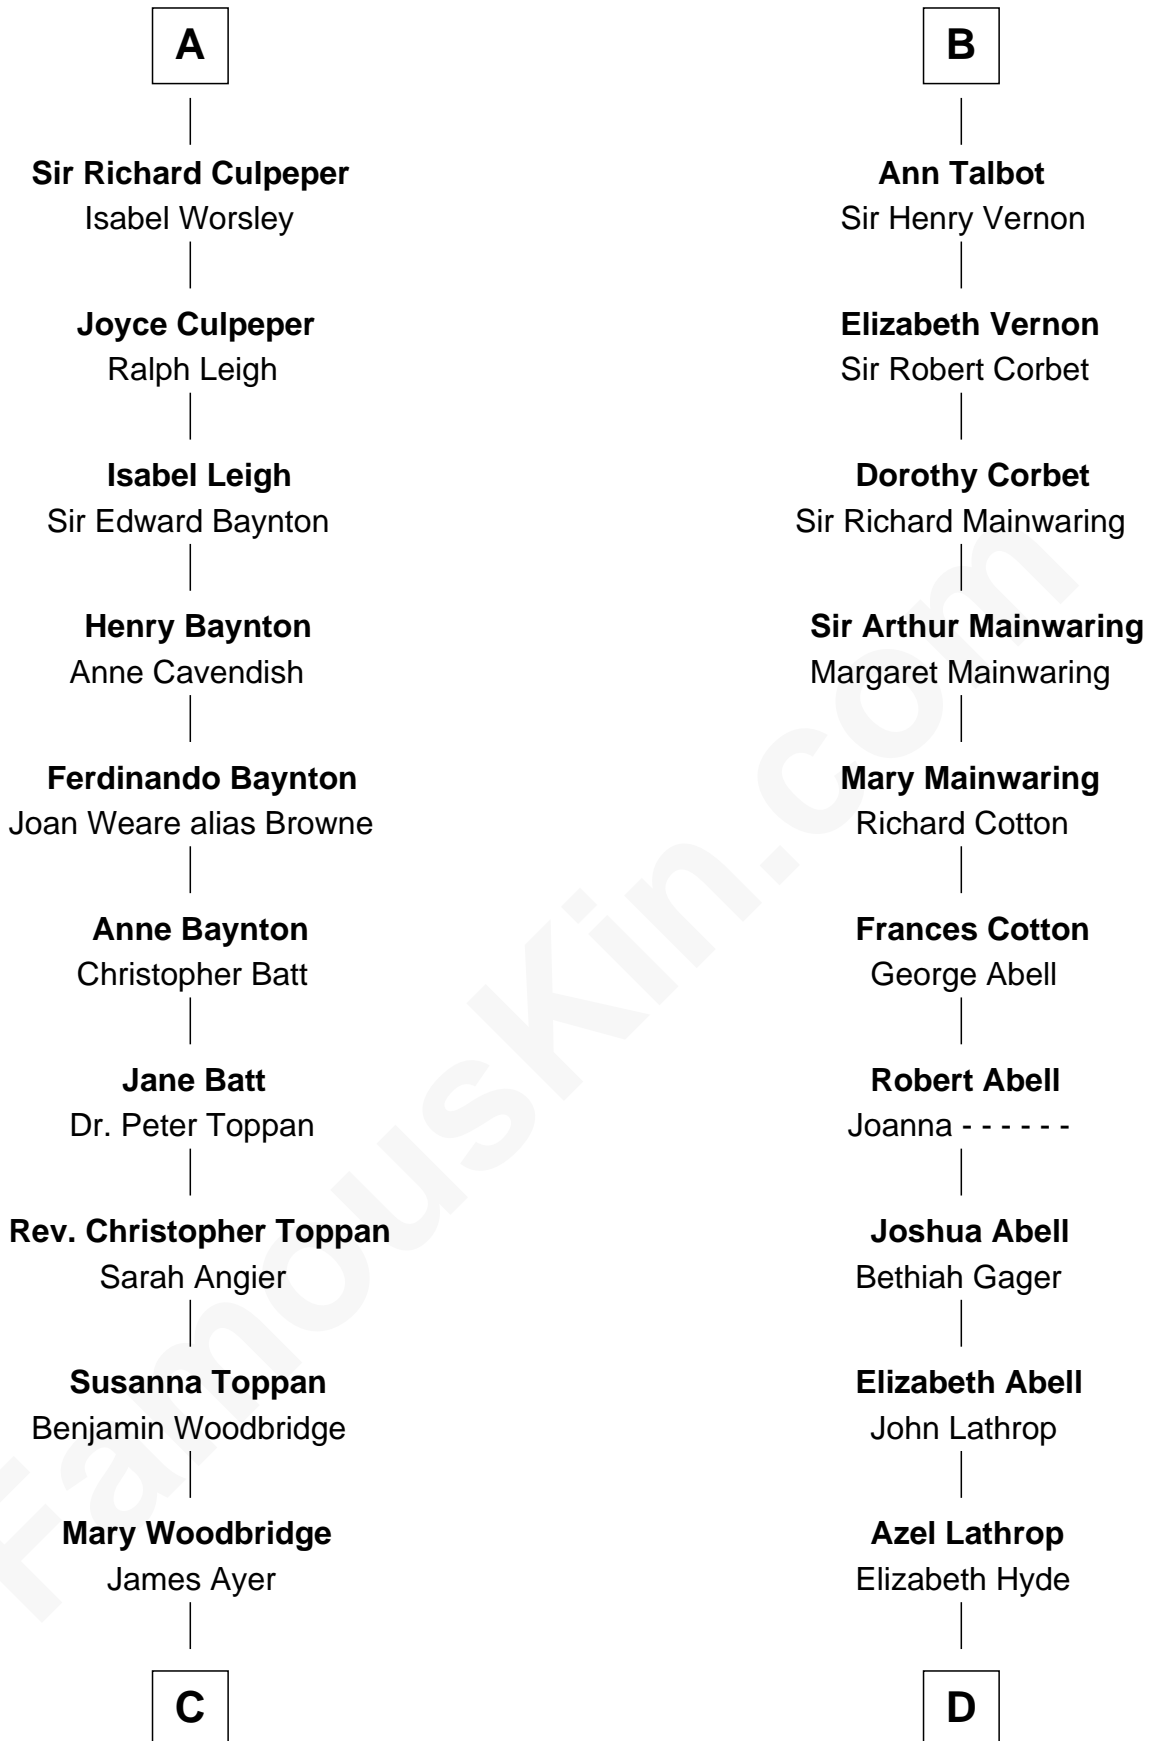 A
Sir Richard Culpeper
Isabel Worsley
Joyce Culpeper
Ralph Leigh
Isabel Leigh
Sir Edward Baynton
Henry Baynton
Anne Cavendish
Ferdinando Baynton
Joan Weare alias Browne
Anne Baynton
Christopher Batt
Jane Batt
Dr. Peter Toppan
Rev. Christopher Toppan
Sarah Angier
Susanna Toppan
Benjamin Woodbridge
Mary Woodbridge
James Ayer
C
B
Ann Talbot
Sir Henry Vernon
Elizabeth Vernon
Sir Robert Corbet
Dorothy Corbet
Sir Richard Mainwaring
Sir Arthur Mainwaring
Margaret Mainwaring
Mary Mainwaring
Richard Cotton
Frances Cotton
George Abell
Robert Abell
Joanna - - - - - -
Joshua Abell
Bethiah Gager
Elizabeth Abell
John Lathrop
Azel Lathrop
Elizabeth Hyde
D
FamousKin.com